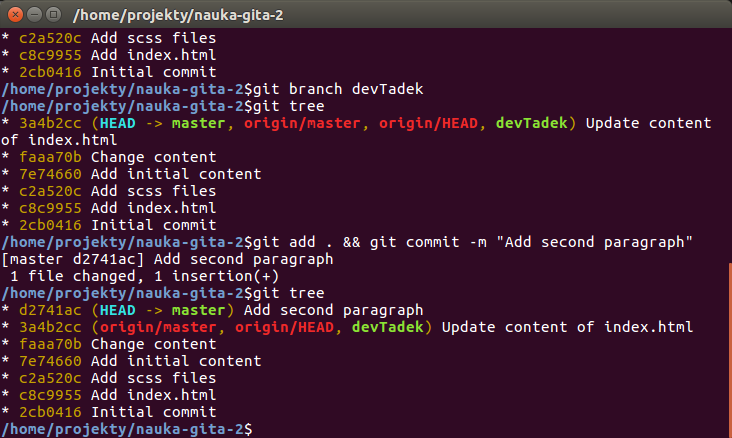 /home/projekty/nauka-gita-2
* c2a520c Add scss files
* c8c9955 Add index.html
* 2cb0416 Initial commit
/home/projekty/nauka-gita-2$git branch devTadek
/home/projekty/nauka-gita-2$git tree
* 3a4b2cc (HEAD -> master, origin/master, origin/HEAD, devTadek) Update content
of index.html
* faaa70b Change content
* 7e74660 Add initial content
* c2a520c Add scss files
* c8c9955 Add index.html
* 2cb0416 Initial commit
/home/projekty/nauka-gita-2$git add . && git commit -m "Add second paragraph"
[master d2741ac] Add second paragraph
 1 file changed, 1 insertion(+)
/home/projekty/nauka-gita-2$git tree
* d2741ac (HEAD -> master) Add second paragraph
* 3a4b2cc (origin/master, origin/HEAD, devTadek) Update content of index.html
* faaa70b Change content
* 7e74660 Add initial content
* c2a520c Add scss files
* c8c9955 Add index.html
* 2cb0416 Initial commit
/home/projekty/nauka-gita-2$